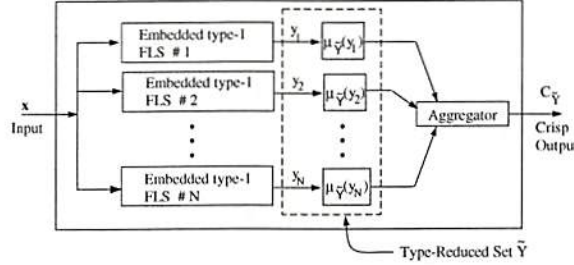 Embedded type-1
FLS # 1
y1
μỸ(y1)
Embedded type-1
FLS # 2
y2
μỸ(y2)
x
Input
Aggregator
CỸ
Crisp
Output
Embedded type-1
FLS # N
yN
μỸ(yN)
Type-Reduced Set Ỹ